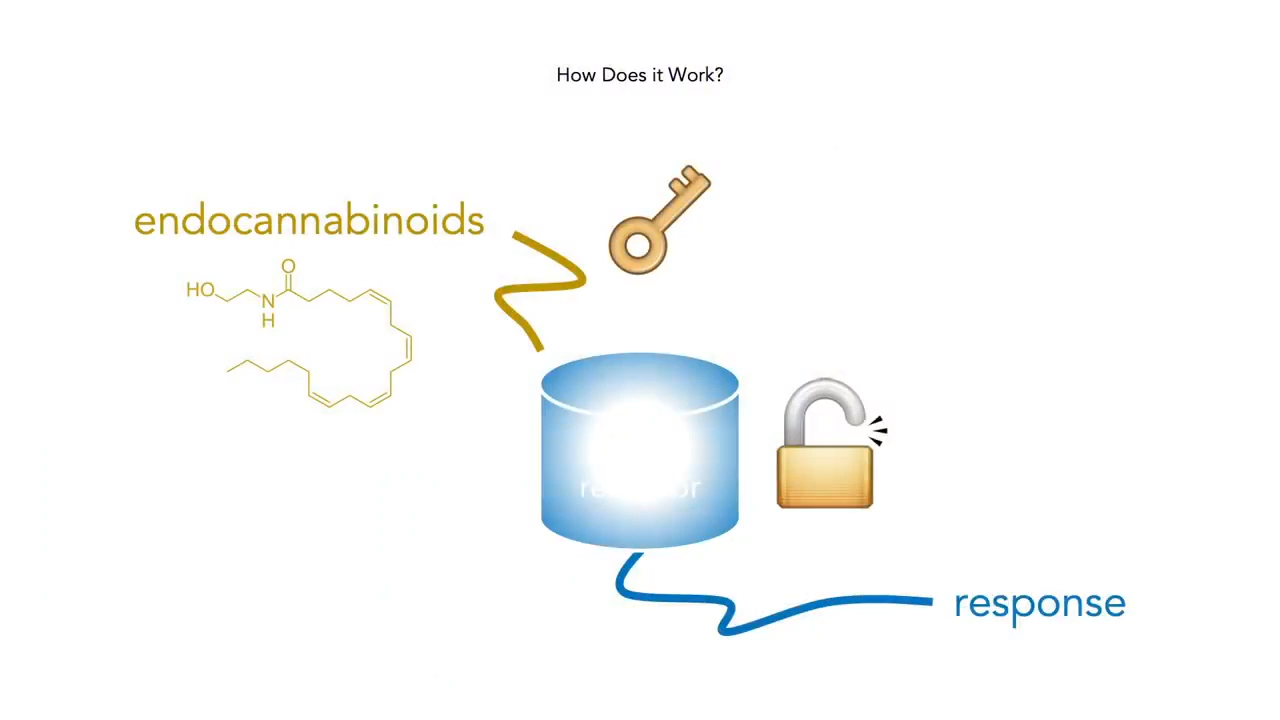 How Does it Work?
endocannabinoids
O
HO
N
H
response